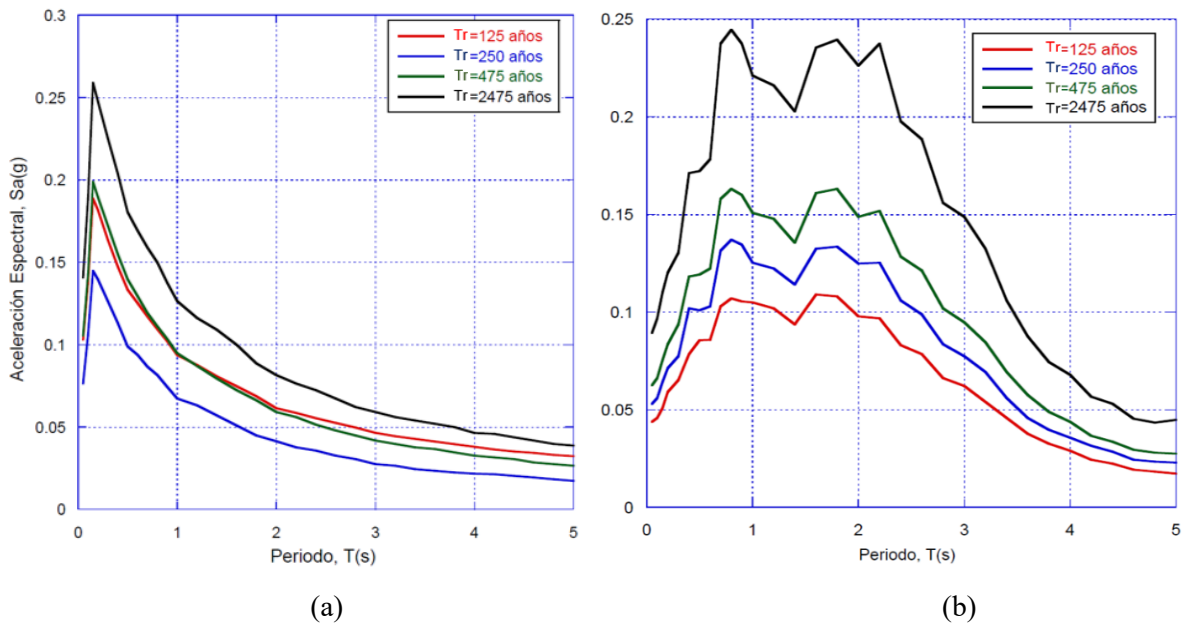 0.3
0.25
0.2
0.15
0.1
0.05
0
Aceleración Espectral, Sa(g)
Tr=125 años
Tr=250 años
Tr=475 años
Tr=2475 años
0 1 2 3 4 5
Periodo, T(s)
(a)
0.25
0.2
0.15
0.1
0.05
0
Tr=125 años
Tr=250 años
Tr=475 años
Tr=2475 años
0 1 2 3 4 5
Periodo, T(s)
(b)